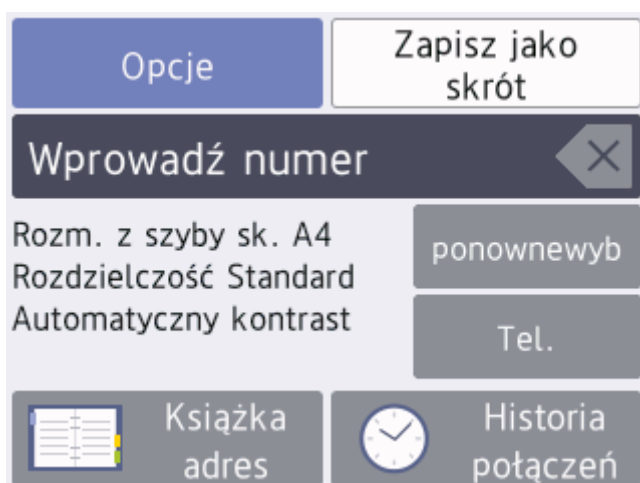 Opcje
Zapisz jako
skrót
Wprowadź numer
Rozm. z szyby sk. A4
Rozdzielczość Standard
Automatyczny kontrast
ponownewyb
Tel.
Książka
adres
Historia
połączeń